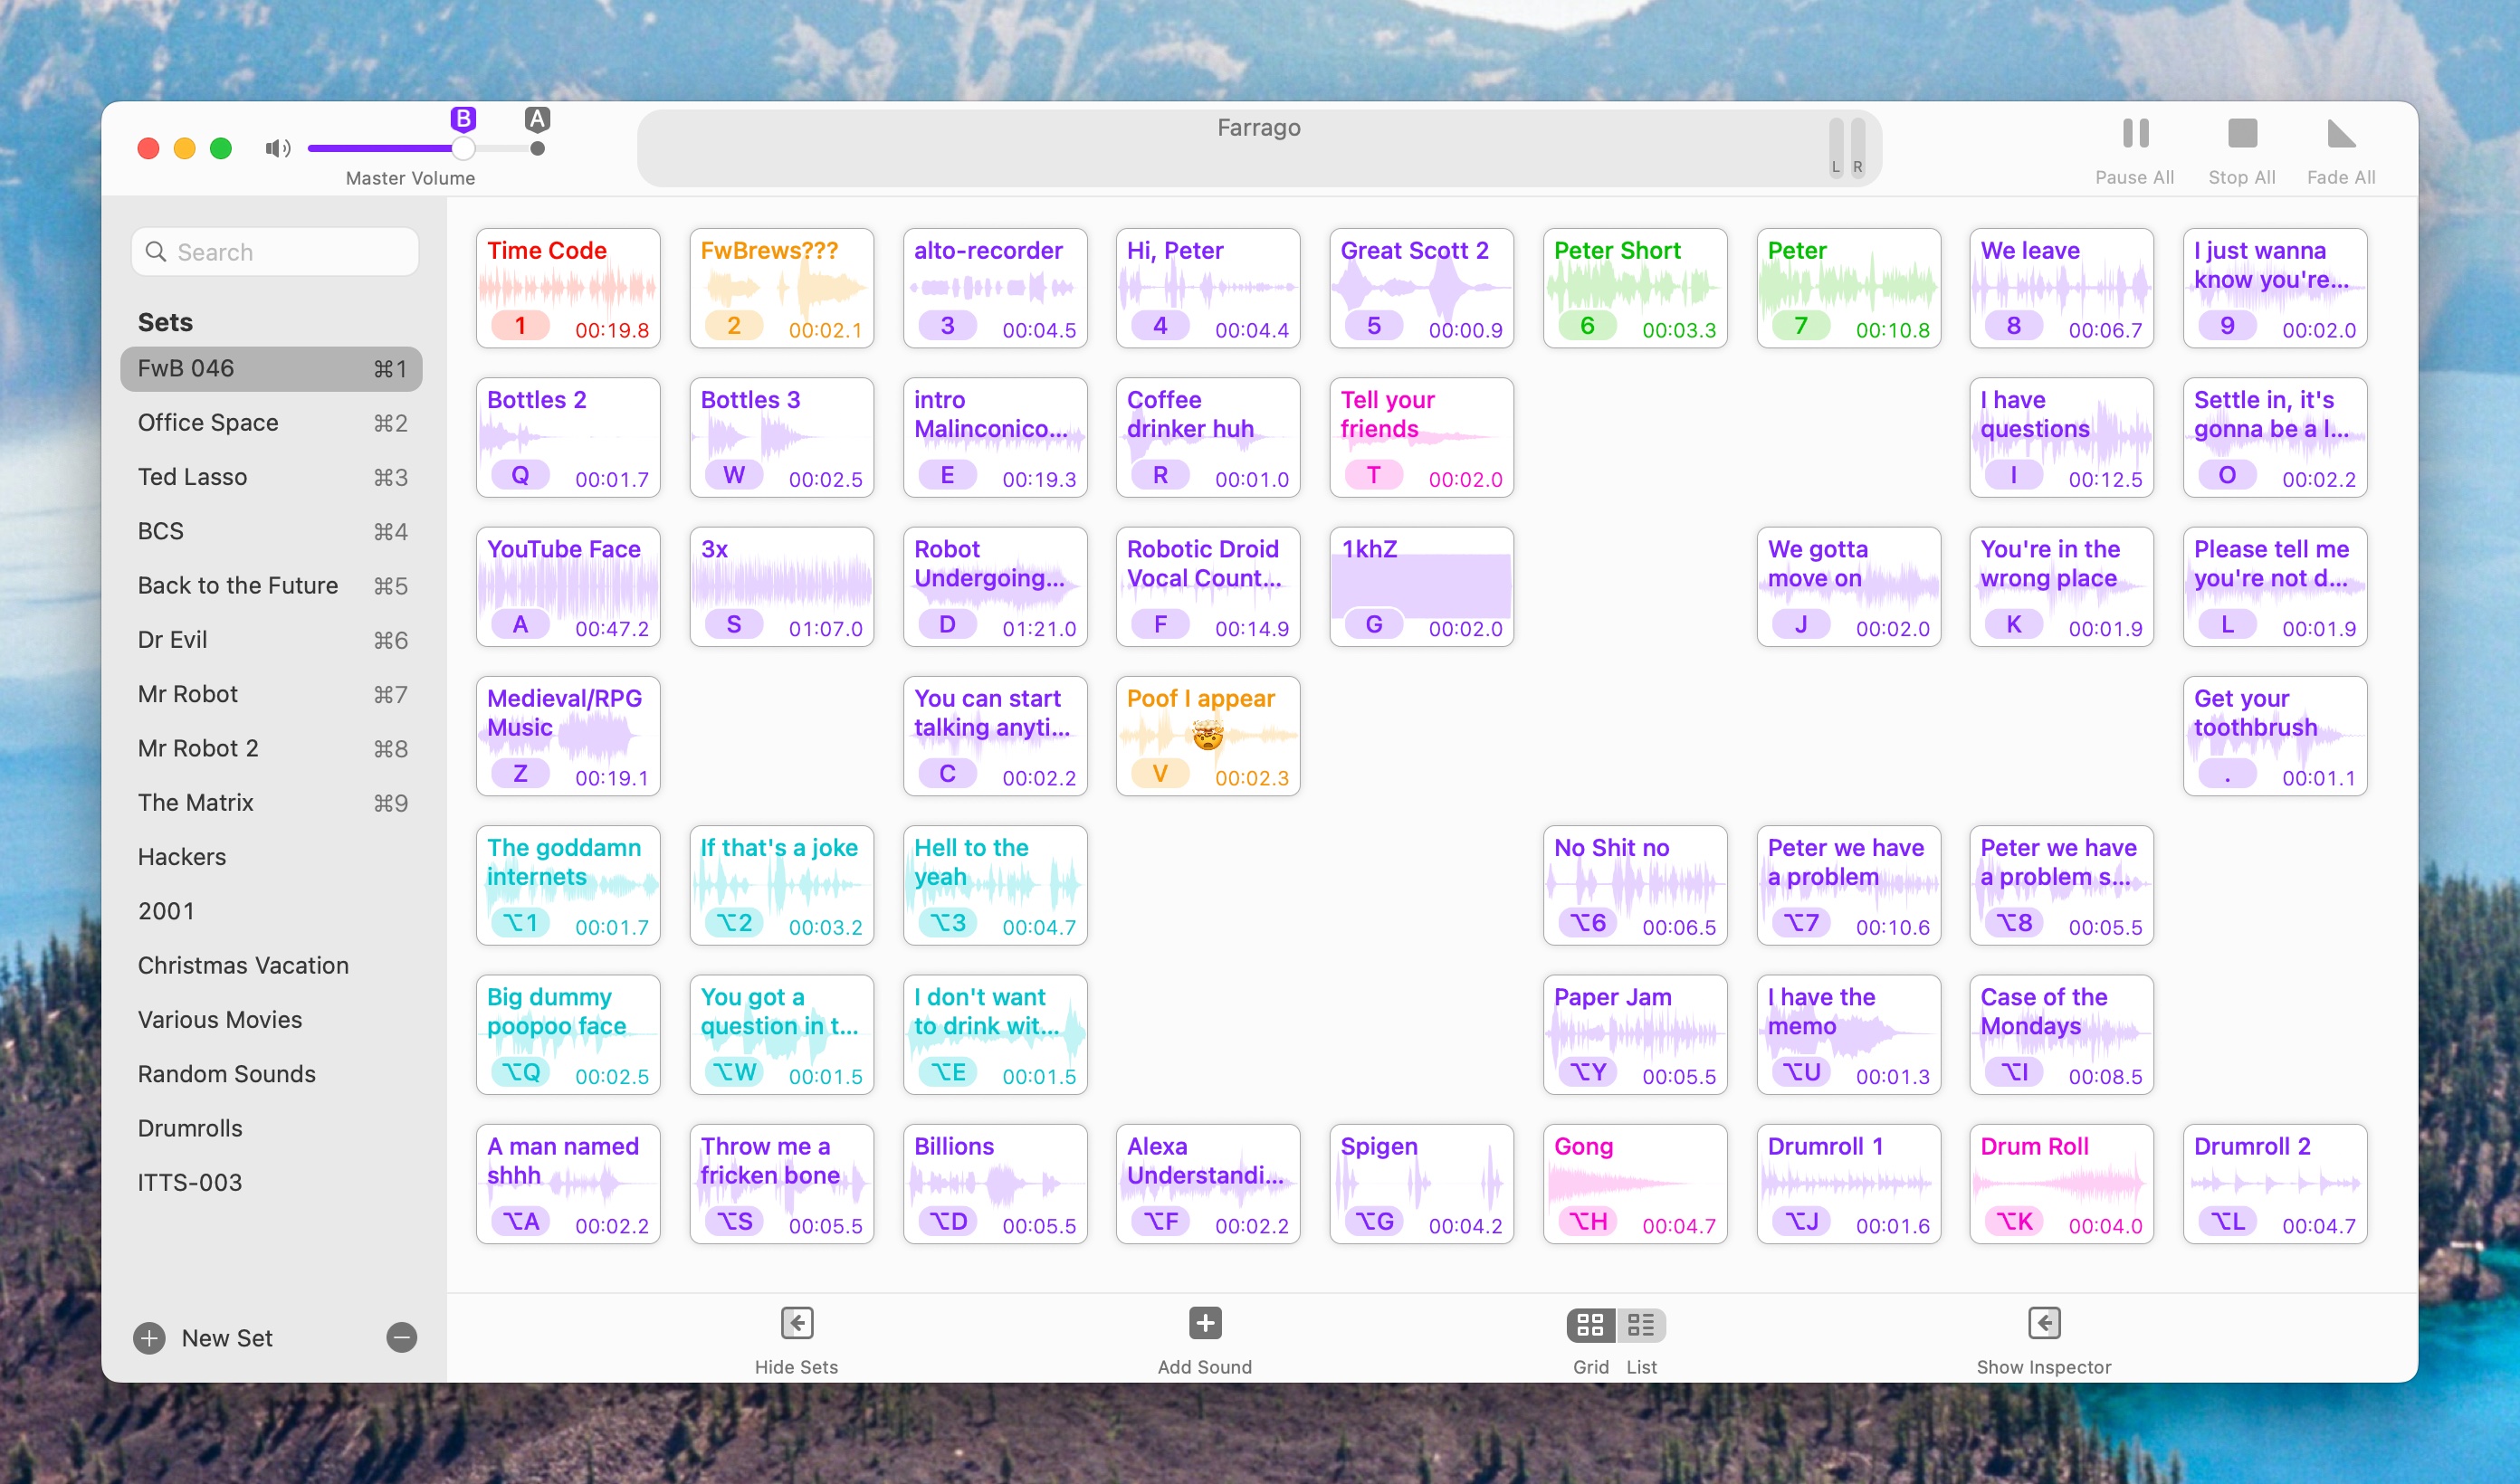 B
A
Farrago
Master Volume
L R
Pause All
Stop All
Fade All
Search
Sets
FwB 046 ⌘1
Office Space ⌘2
Ted Lasso ⌘3
BCS ⌘4
Back to the Future ⌘5
Dr Evil ⌘6
Mr Robot ⌘7
Mr Robot 2 ⌘8
The Matrix ⌘9
Hackers
2001
Christmas Vacation
Various Movies
Random Sounds
Drumrolls
ITTS-003
New Set
Time Code
1 00:19.8
FwBrews???
2 00:02.1
alto-recorder
3 00:04.5
Hi, Peter
4 00:04.4
Great Scott 2
5 00:00.9
Peter Short
6 00:03.3
Peter
7 00:10.8
We leave
8 00:06.7
I just wanna
know you're...
9 00:02.0
Bottles 2
Q 00:01.7
Bottles 3
W 00:02.5
intro
Malinconico...
E 00:19.3
Coffee
drinker huh
R 00:01.0
Tell your
friends
T 00:02.0
I have
questions
I 00:12.5
Settle in, it's
gonna be a l...
O 00:02.2
YouTube Face
A 00:47.2
3x
S 01:07.0
Robot
Undergoing...
D 01:21.0
Robotic Droid
Vocal Count...
F 00:14.9
1khZ
G 00:02.0
We gotta
move on
J 00:02.0
You're in the
wrong place
K 00:01.9
Please tell me
you're not d...
L 00:01.9
Medieval/RPG
Music
Z 00:19.1
You can start
talking anyti...
C 00:02.2
Poof I appear
🤯
V 00:02.3
Get your
toothbrush
. 00:01.1
The goddamn
internets
⌥1 00:01.7
If that's a joke
⌥2 00:03.2
Hell to the
yeah
⌥3 00:04.7
No Shit no
⌥6 00:06.5
Peter we have
a problem
⌥7 00:10.6
Peter we have
a problem s...
⌥8 00:05.5
Big dummy
poopoo face
⌥Q 00:02.5
You got a
question in t...
⌥W 00:01.5
I don't want
to drink wit...
⌥E 00:01.5
Paper Jam
⌥Y 00:05.5
I have the
memo
⌥U 00:01.3
Case of the
Mondays
⌥I 00:08.5
A man named
shhh
⌥A 00:02.2
Throw me a
fricken bone
⌥S 00:05.5
Billions
⌥D 00:05.5
Alexa
Understandi...
⌥F 00:02.2
Spigen
⌥G 00:04.2
Gong
⌥H 00:04.7
Drumroll 1
⌥J 00:01.6
Drum Roll
⌥K 00:04.0
Drumroll 2
⌥L 00:04.7
Hide Sets
Add Sound
Grid List
Show Inspector